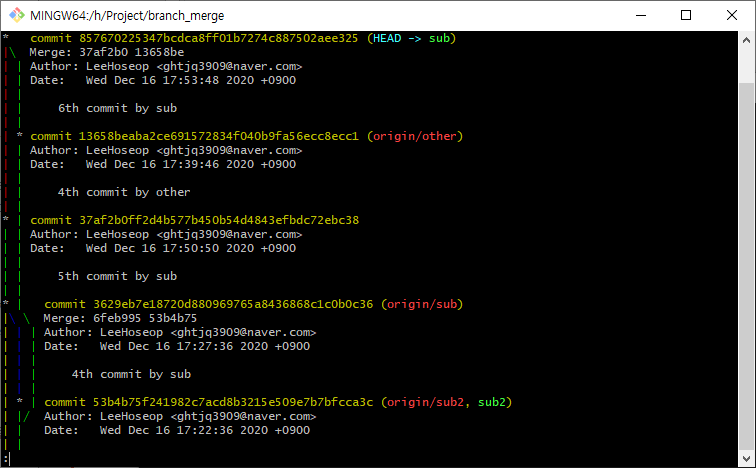 MINGW64:/h/Project/branch_merge
*   commit 857670225347bcdca8ff01b7274c887502aee325 (HEAD -> sub)
|\  Merge: 37af2b0 13658be
| | Author: LeeHoseop <ghtjq3909@naver.com>
| | Date:   Wed Dec 16 17:53:48 2020 +0900
| |
| |     6th commit by sub
| |
| * commit 13658beaba2ce691572834f040b9fa56ecc8ecc1 (origin/other)
| | Author: LeeHoseop <ghtjq3909@naver.com>
| | Date:   Wed Dec 16 17:39:46 2020 +0900
| |
| |     4th commit by other
| |
* | commit 37af2b0ff2d4b577b450b54d4843efbdc72ebc38
| | Author: LeeHoseop <ghtjq3909@naver.com>
| | Date:   Wed Dec 16 17:50:50 2020 +0900
| |
| |     5th commit by sub
| |
* |   commit 3629eb7e18720d880969765a8436868c1c0b0c36 (origin/sub)
|\ \  Merge: 6feb995 53b4b75
| | | Author: LeeHoseop <ghtjq3909@naver.com>
| | | Date:   Wed Dec 16 17:27:36 2020 +0900
| | |
| | |     4th commit by sub
| | |
| * | commit 53b4b75f241982c7acd8b3215e509e7b7bfcca3c (origin/sub2, sub2)
| |/  Author: LeeHoseop <ghtjq3909@naver.com>
| |   Date:   Wed Dec 16 17:22:36 2020 +0900
| |
: